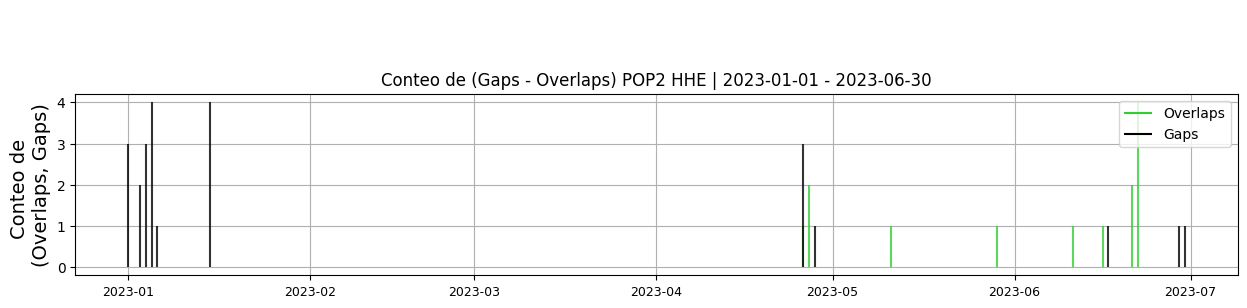 Conteo de (Gaps - Overlaps) POP2 HHE | 2023-01-01 - 2023-06-30
Conteo de
(Overlaps, Gaps)
4
3
2
1
0
Overlaps
Gaps
2023-01
2023-02
2023-03
2023-04
2023-05
2023-06
2023-07